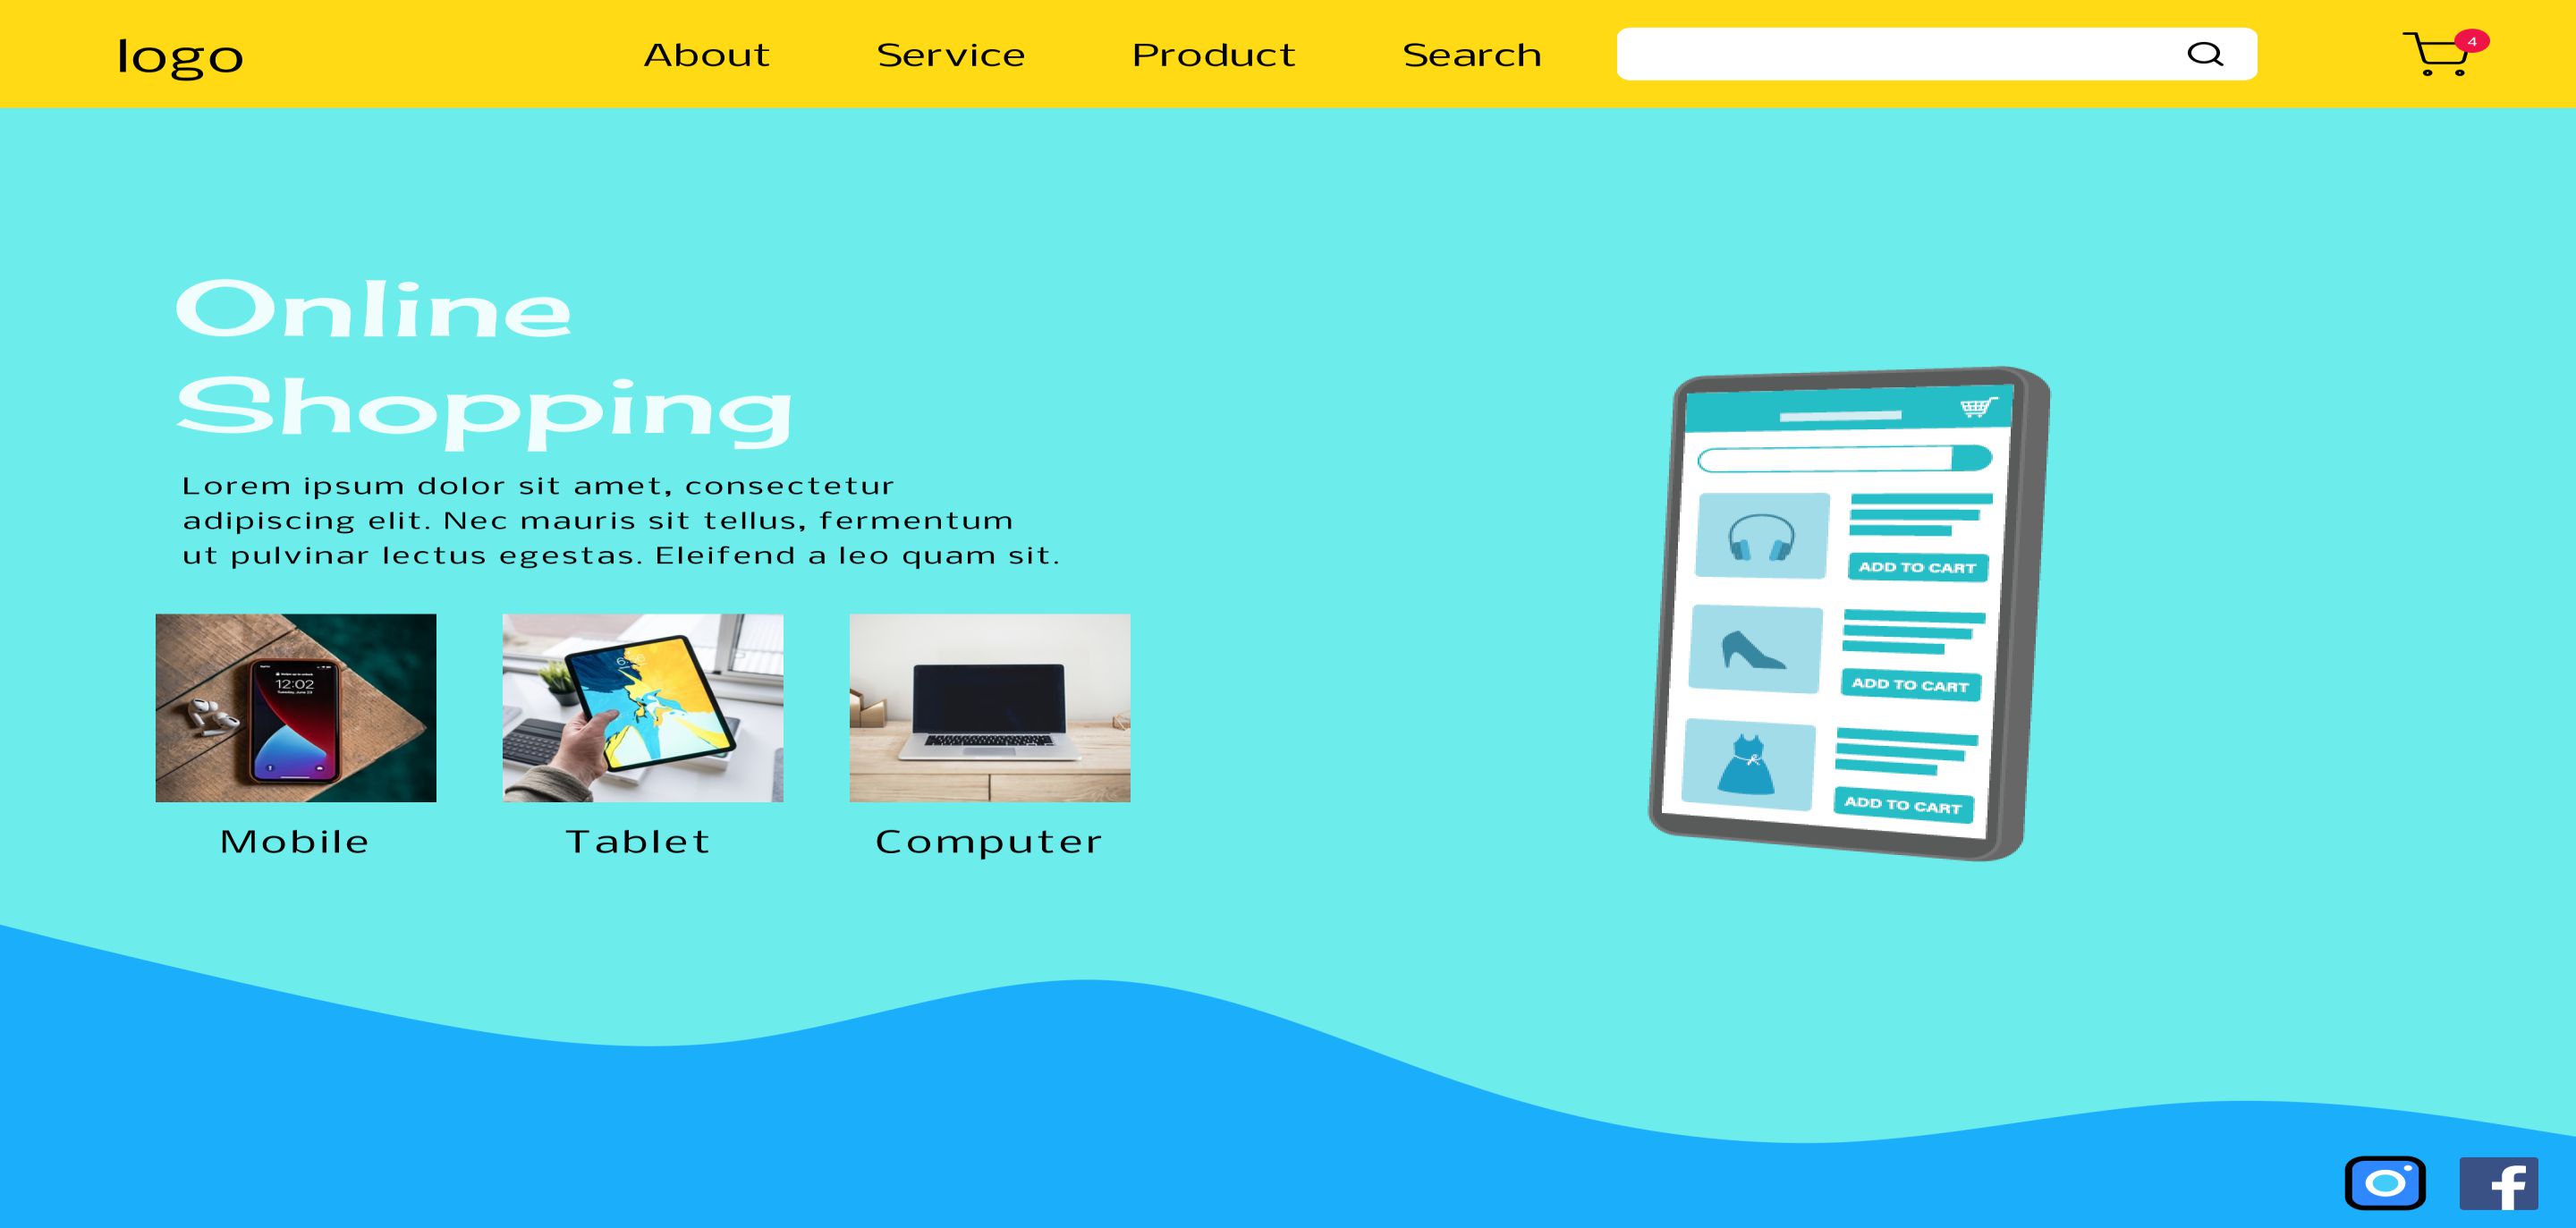 logo
About
Service
Product
Search
4
Online
Shopping
Lorem ipsum dolor sit amet, consectetur
adipiscing elit. Nec mauris sit tellus, fermentum
ut pulvinar lectus egestas. Eleifend a leo quam sit.
12:02
Mobile
Tablet
Computer
ADD TO CART
ADD TO CART
ADD TO CART
f